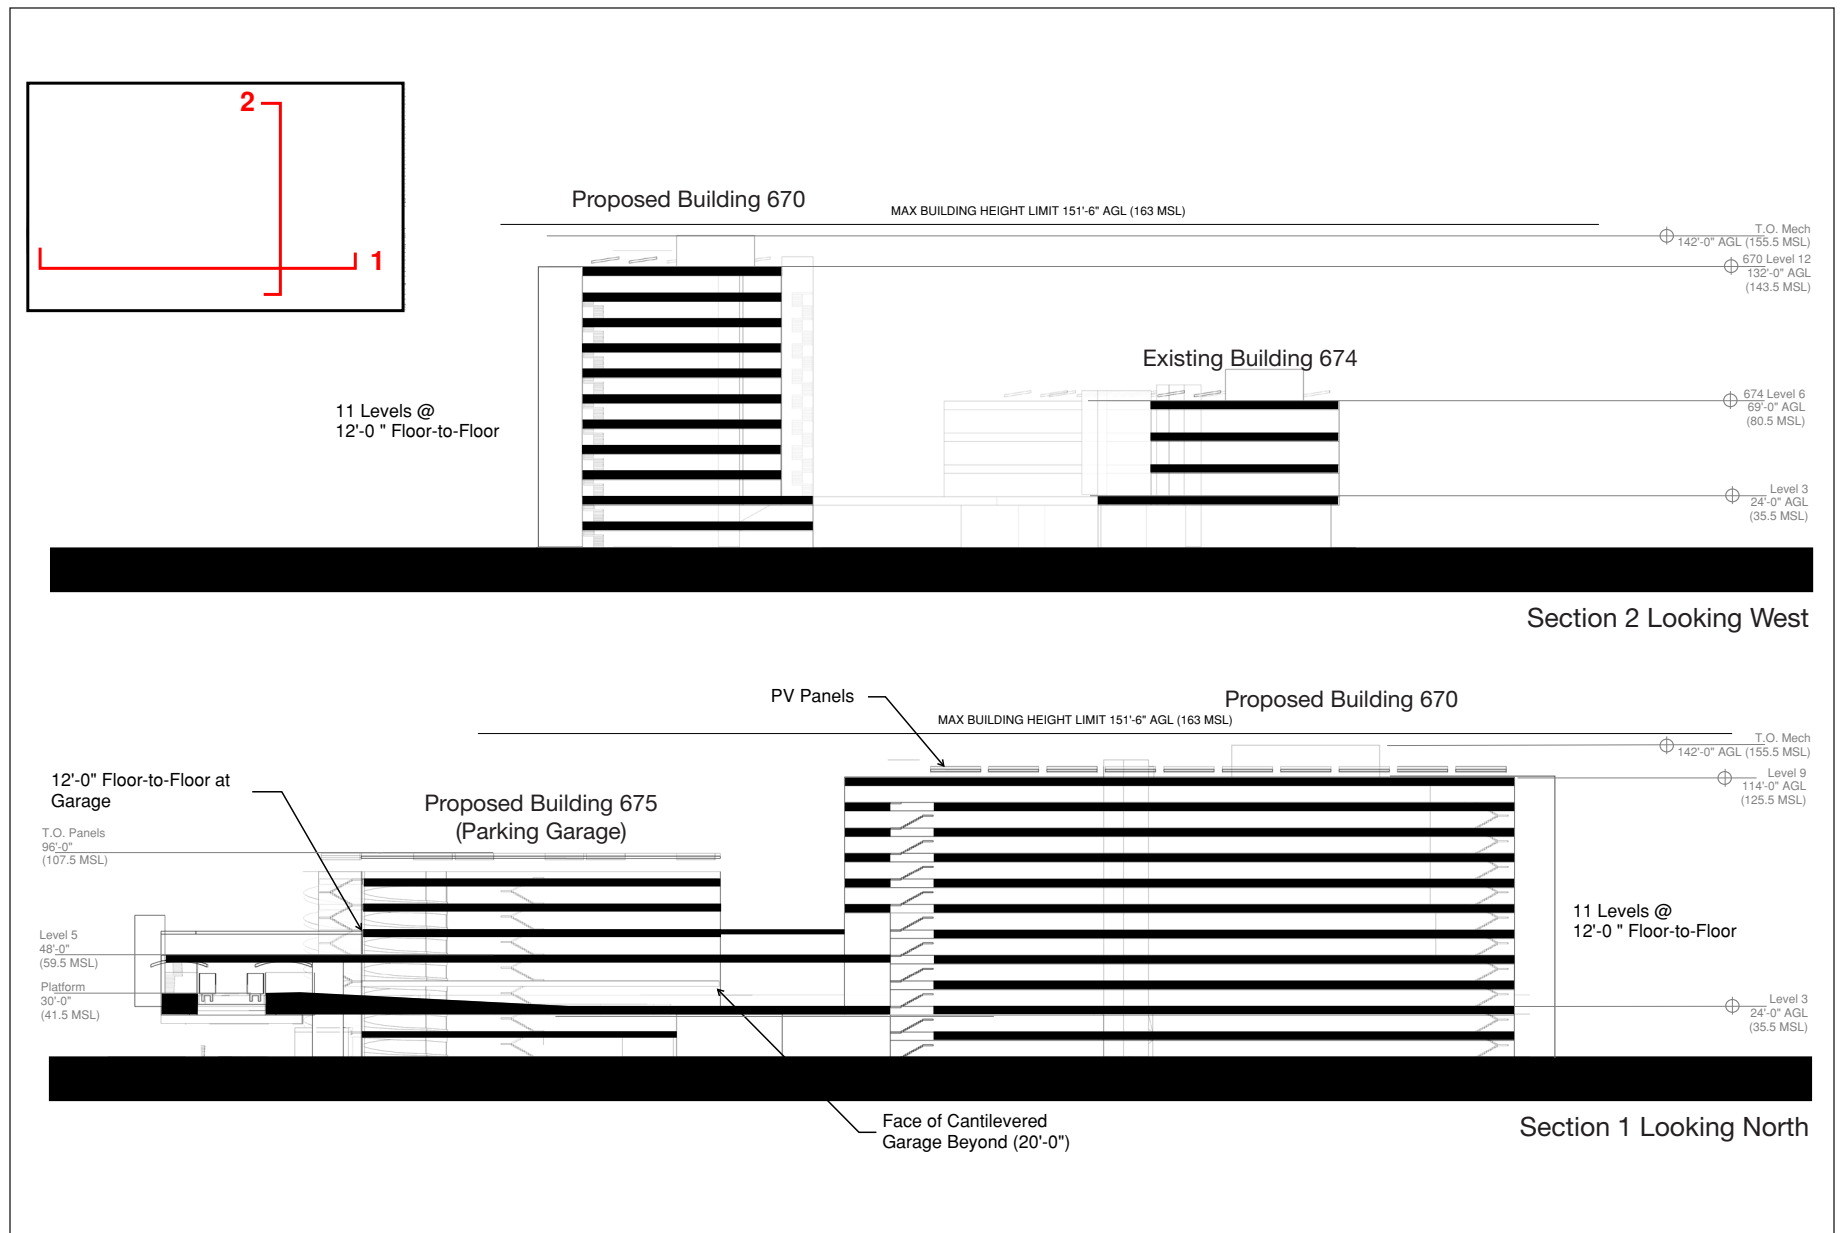 2
1
Proposed Building 670
MAX BUILDING HEIGHT LIMIT 151'-6" AGL (163 MSL)
T.O. Mech
142'-0" AGL (155.5 MSL)
670 Level 12
132'-0" AGL
(143.5 MSL)
Existing Building 674
11 Levels @
12'-0 " Floor-to-Floor
674 Level 6
69'-0" AGL
(80.5 MSL)
Level 3
24'-0" AGL
(35.5 MSL)
Section 2 Looking West
PV Panels
Proposed Building 670
MAX BUILDING HEIGHT LIMIT 151'-6" AGL (163 MSL)
T.O. Mech
142'-0" AGL (155.5 MSL)
12'-0" Floor-to-Floor at
Garage
Level 9
114'-0" AGL
(125.5 MSL)
Proposed Building 675
(Parking Garage)
T.O. Panels
96'-0"
(107.5 MSL)
11 Levels @
12'-0 " Floor-to-Floor
Level 5
48'-0"
(59.5 MSL)
Platform
30'-0"
(41.5 MSL)
Level 3
24'-0" AGL
(35.5 MSL)
Face of Cantilevered
Garage Beyond (20'-0")
Section 1 Looking North